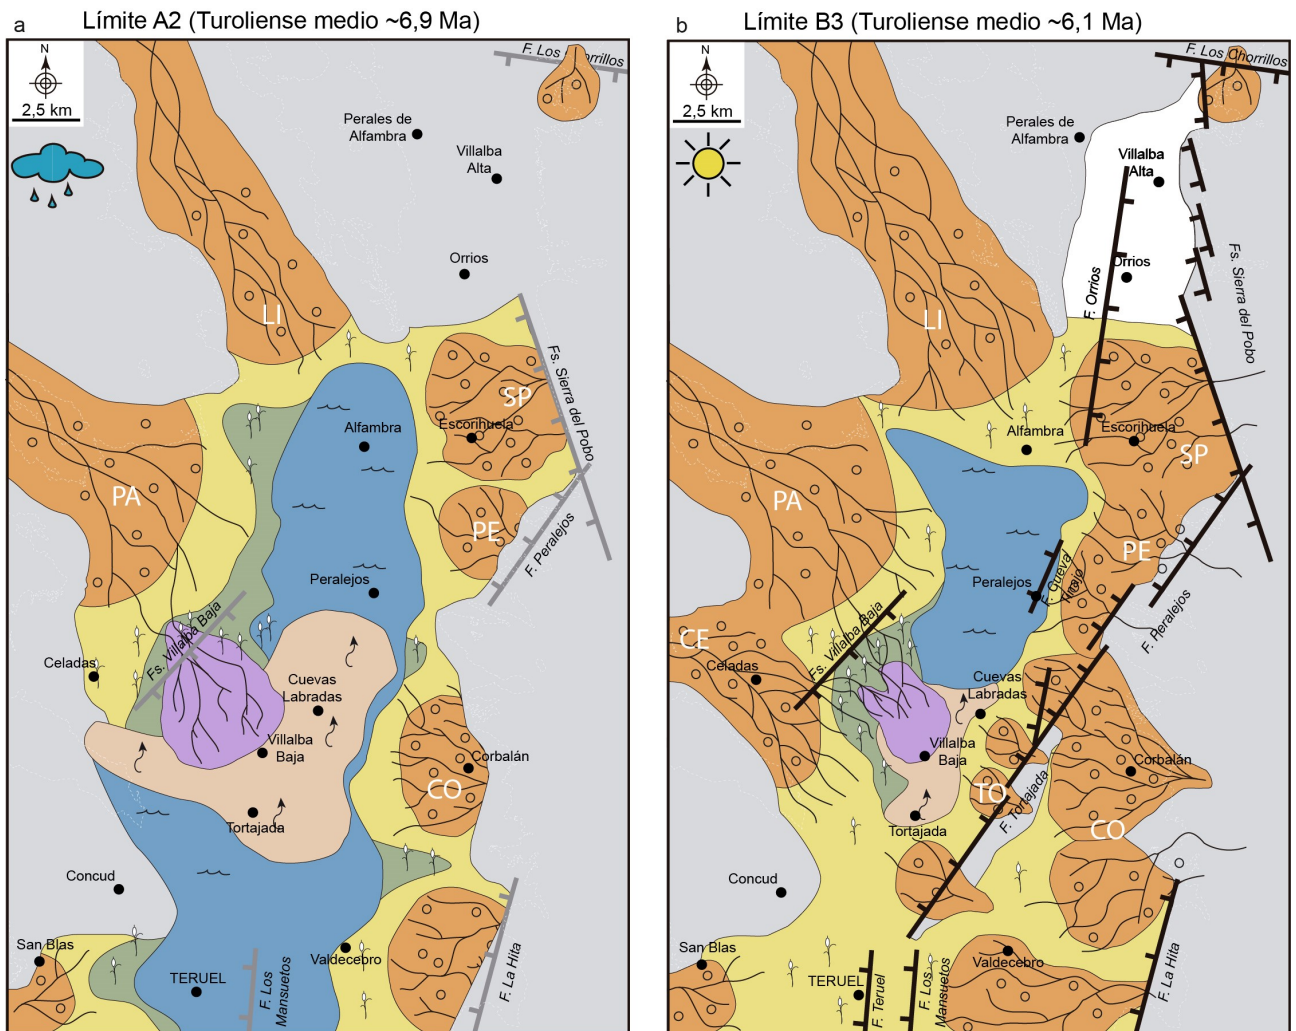 a
Límite A2 (Turoliense medio ~6,9 Ma)
N
2,5 km
F. Los Chorrillos
Perales de
Alfambra
Villalba
Alta
Orrios
LI
Fs. Sierra del Pobo
SP
Escorihuela
Alfambra
PA
PE
F. Peralejos
Peralejos
Fs. Villalba Baja
Celadas
Cuevas
Labradas
Villalba
Baja
Corbalán
CO
Tortajada
Concud
San Blas
Valdecebro
TERUEL
F. Los
Mansuetos
F. La Hita
b
Límite B3 (Turoliense medio ~6,1 Ma)
N
2,5 km
F. Los Chorrillos
Perales de
Alfambra
Villalba
Alta
Orrios
F. Orrios
Fs. Sierra del Pobo
LI
Alfambra
Escorihuela
SP
PA
PE
Peralejos
F. Cueva
F. Peralejos
Fs. Villalba Baja
CE
Celadas
Cuevas
Labradas
Villalba
Baja
Corbalán
TO
F. Tortajada
CO
Tortajada
Concud
San Blas
Valdecebro
TERUEL
F. Teruel
F. Los
Mansuetos
F. La Hita